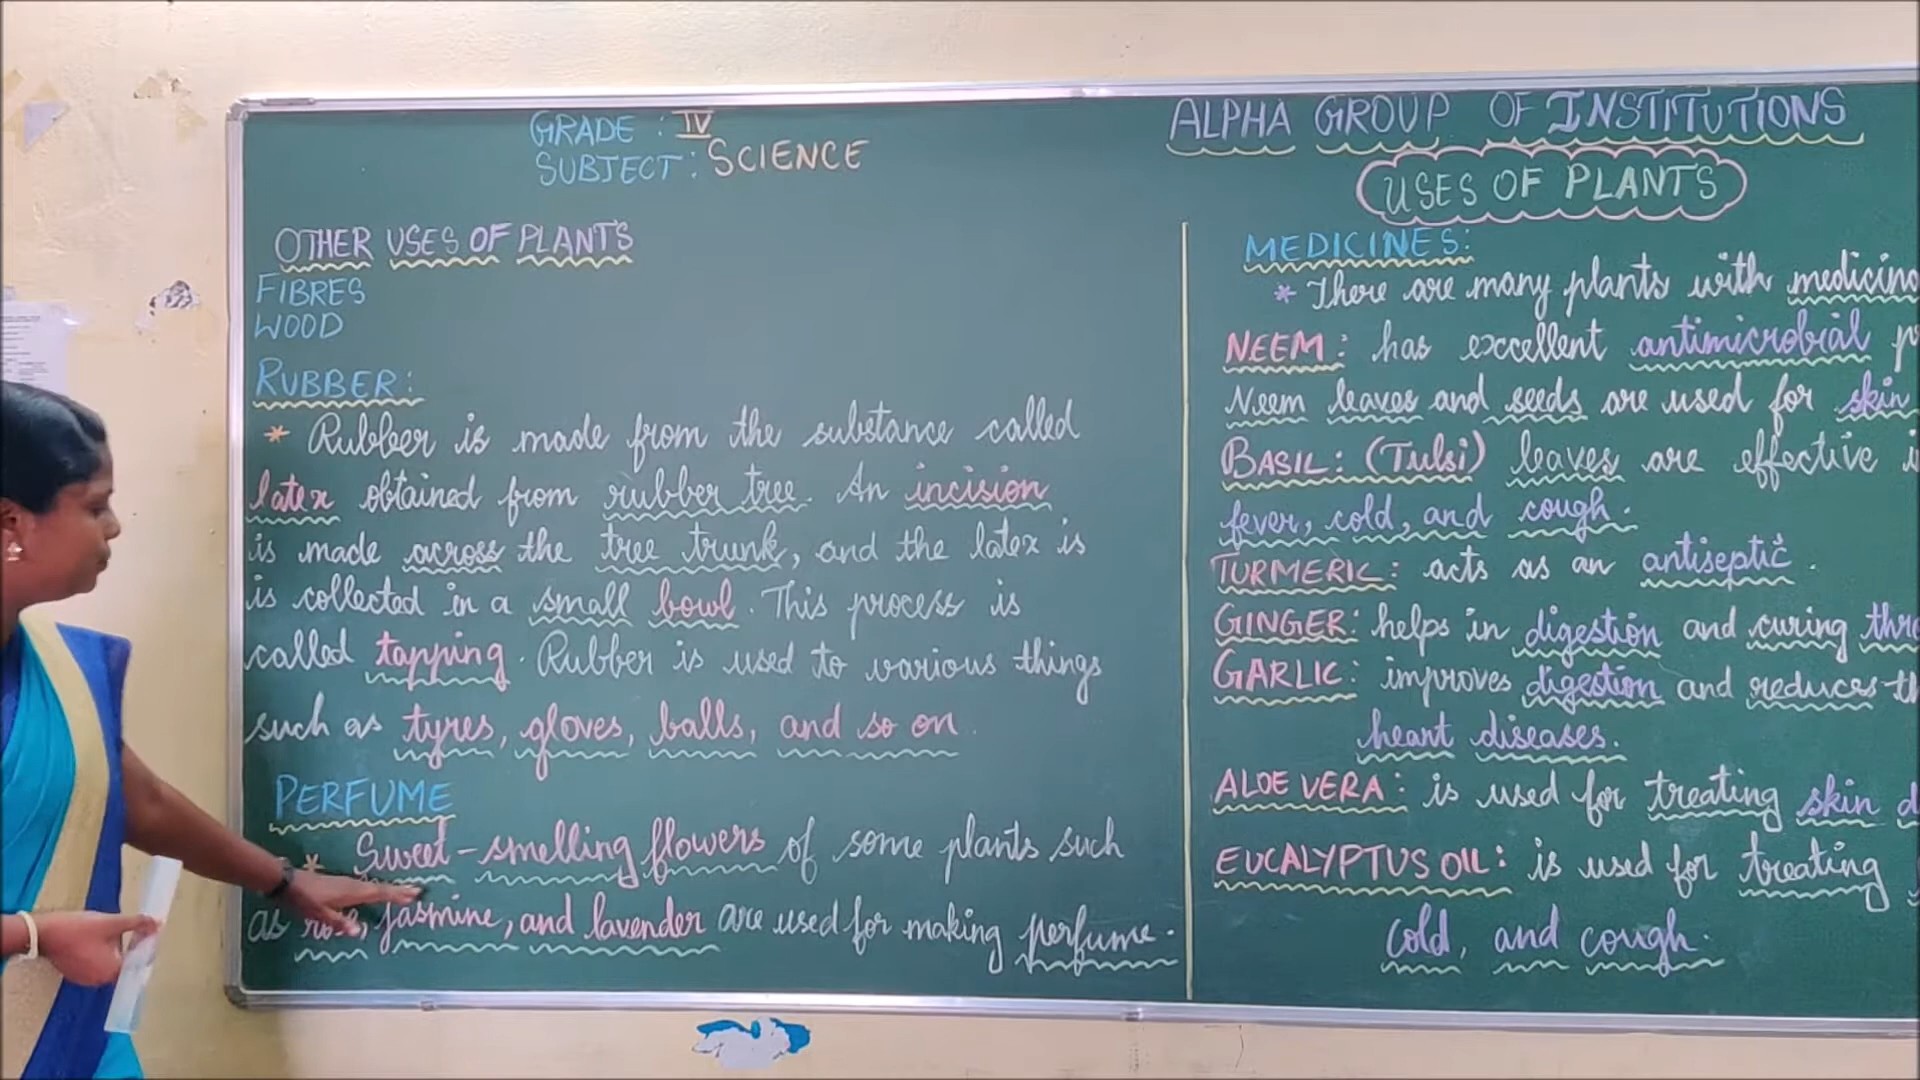 GRADE : IV
SUBJECT : SCIENCE
OTHER USES OF PLANTS
FIBRES
WOOD
RUBBER:
* Rubber is made from the substance called
latex obtained from rubber tree. An incision
is made across the tree trunk, and the latex is
is collected in a small bowl. This process is
called tapping. Rubber is used to various things
such as tyres, gloves, balls, and so on.
PERFUME
* Sweet-smelling flowers of some plants such
as rose, jasmine, and lavender are used for making perfume.
ALPHA GROUP OF INSTITUTIONS
USES OF PLANTS
MEDICINES:
* There are many plants with
NEEM: has excellent antimicrobial
Neem leaves and seeds are used for skin
BASIL: (Tulsi) leaves are effective
fever, cold, and cough.
TURMERIC: acts as an antiseptic.
GINGER: helps in digestion and curing
GARLIC: improves digestion and reduces
heart diseases.
ALOE VERA: is used for treating skin
EUCALYPTUS OIL: is used for treating
cold, and cough.